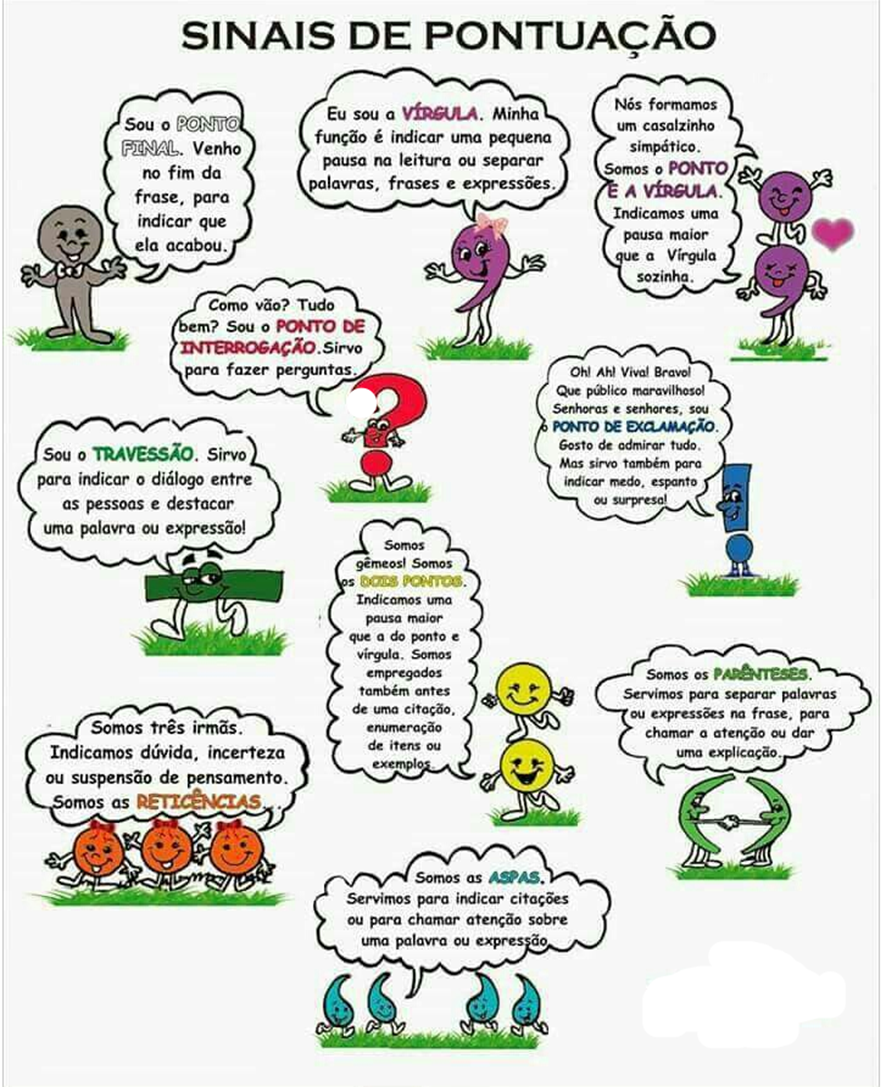 SINAIS DE PONTUAÇÃO
Sou o PONTO
FINAL. Venho
no fim da
frase, para
indicar que
ela acabou.
Eu sou a VÍRGULA. Minha
função é indicar uma pequena
pausa na leitura ou separar
palavras, frases e expressões.
Nós formamos
um casalzinho
simpático.
Somos o PONTO
E A VÍRGULA.
Indicamos uma
pausa maior
que a Vírgula
sozinha.
Como vão? Tudo
bem? Sou o PONTO DE
INTERROGAÇÃO.Sirvo
para fazer perguntas.
Oh! Ah! Viva! Bravo!
Que público maravilhoso!
Senhoras e senhores, sou
o PONTO DE EXCLAMAÇÃO.
Gosto de admirar tudo.
Mas sirvo também para
indicar medo, espanto
ou surpresa!
Sou o TRAVESSÃO. Sirvo
para indicar o diálogo entre
as pessoas e destacar
uma palavra ou expressão!
Somos
gêmeos! Somos
os DOIS PONTOS.
Indicamos uma
pausa maior
que a do ponto e
vírgula. Somos
empregados
também antes
de uma citação,
enumeração
de itens ou
exemplos.
Somos os PARÊNTESES.
Servimos para separar palavras
ou expressões na frase, para
chamar a atenção ou dar
uma explicação.
Somos três irmãs.
Indicamos dúvida, incerteza
ou suspensão de pensamento.
Somos as RETICÊNCIAS...
Somos as ASPAS.
Servimos para indicar citações
ou para chamar atenção sobre
uma palavra ou expressão